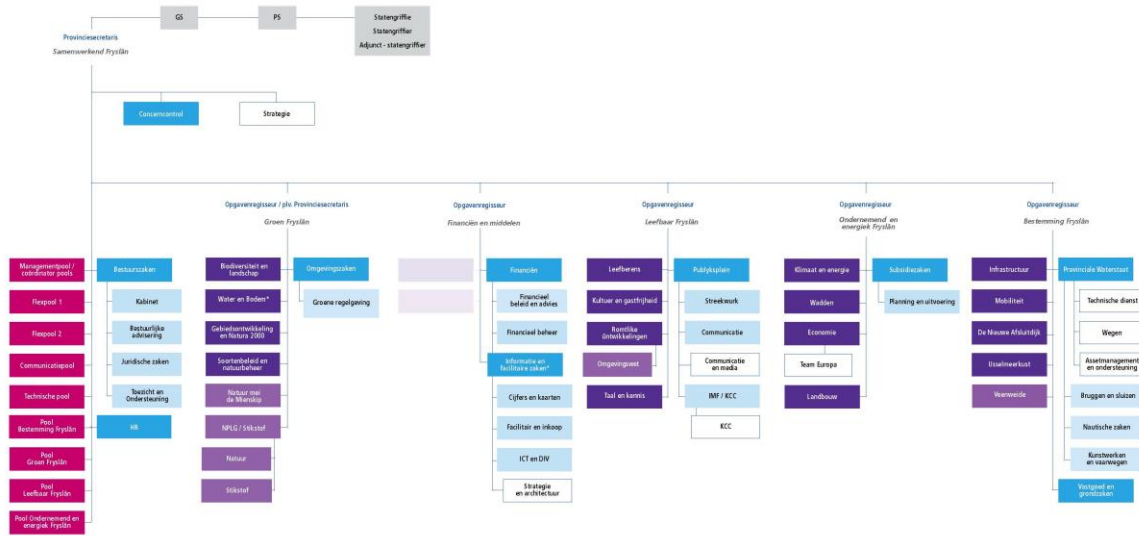 GS
PS
Statengriffie
Statengriffier
Adjunct - statengriffier
Provinciesecretaris
Samenwerkend Fryslân
Concerncontrol
Strategie
Opgavenregisseur / plv. Provinciesecretaris
Groen Fryslân
Opgavenregisseur
Financiën en middelen
Opgavenregisseur
Leefbaar Fryslân
Opgavenregisseur
Ondernemend en
energiek Fryslân
Opgavenregisseur
Bestemming Fryslân
Managementpool /
coördinator pools
Flexpool 1
Flexpool 2
Communicatiepool
Technische pool
Pool
Bestemming Fryslân
Pool
Groen Fryslân
Pool
Leefbaar Fryslân
Pool Ondernemend en
energiek Fryslân
Bestuurszaken
Kabinet
Bestuurlijke
advisering
Juridische zaken
Toezicht en
Ondersteuning
HR
Biodiversiteit en
landschap
Water en Boden*
Gebiedsontwikkeling
en Natura 2000
Soortenbeleid en
natuurbeheer
Natuur mei
de Mienskip
NPLG / Stikstof
Natuur
Stikstof
Omgevingszaken
Groene regelgeving
Financiën
Financieel
beleid en advies
Financieel beheer
Informatie en
facilitaire zaken*
Cijfers en kaarten
Facilitair en inkoop
ICT en DIV
Strategie
en architectuur
Leefberens
Kultuer en gastfrijheid
Romtlike
ûntwikkelingen
Omgevingswet
Taal en kennis
Publyksplein
Streekwurk
Communicatie
Communicatie
en media
IMF / KCC
KCC
Klimaat en energie
Wadden
Economie
Team Europa
Landbouw
Subsidiezaken
Planning en uitvoering
Infrastructuur
Mobiliteit
De Nieuwe Afsluitdijk
IJsselmeerkust
Veenweide
Provinciale Waterstaat
Technische dienst
Wegen
Assetmanagement
en ondersteuning
Bruggen en sluizen
Nautische zaken
Kunstwerken
en vaarwegen
Vastgoed en
grondzaken